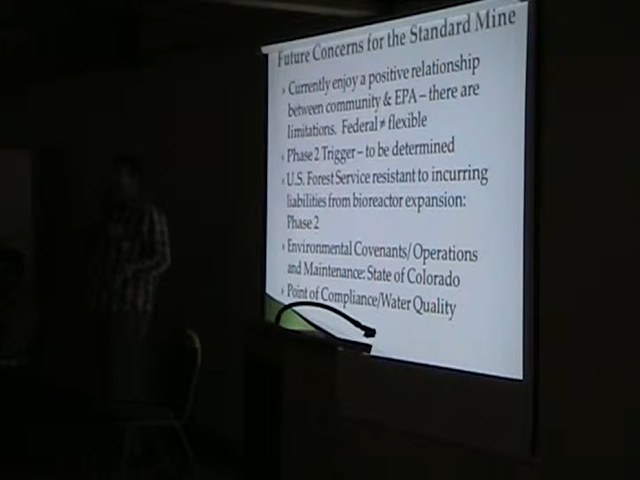 Future Concerns for the Standard Mine
Currently enjoy a positive relationship
between community & EPA – there are
limitations. Federal ≠ flexible
Phase 2 Trigger – to be determined
U.S. Forest Service resistant to incurring
liabilities from bioreactor expansion:
Phase 2
Environmental Covenants/ Operations
and Maintenance: State of Colorado
Point of Compliance/Water Quality